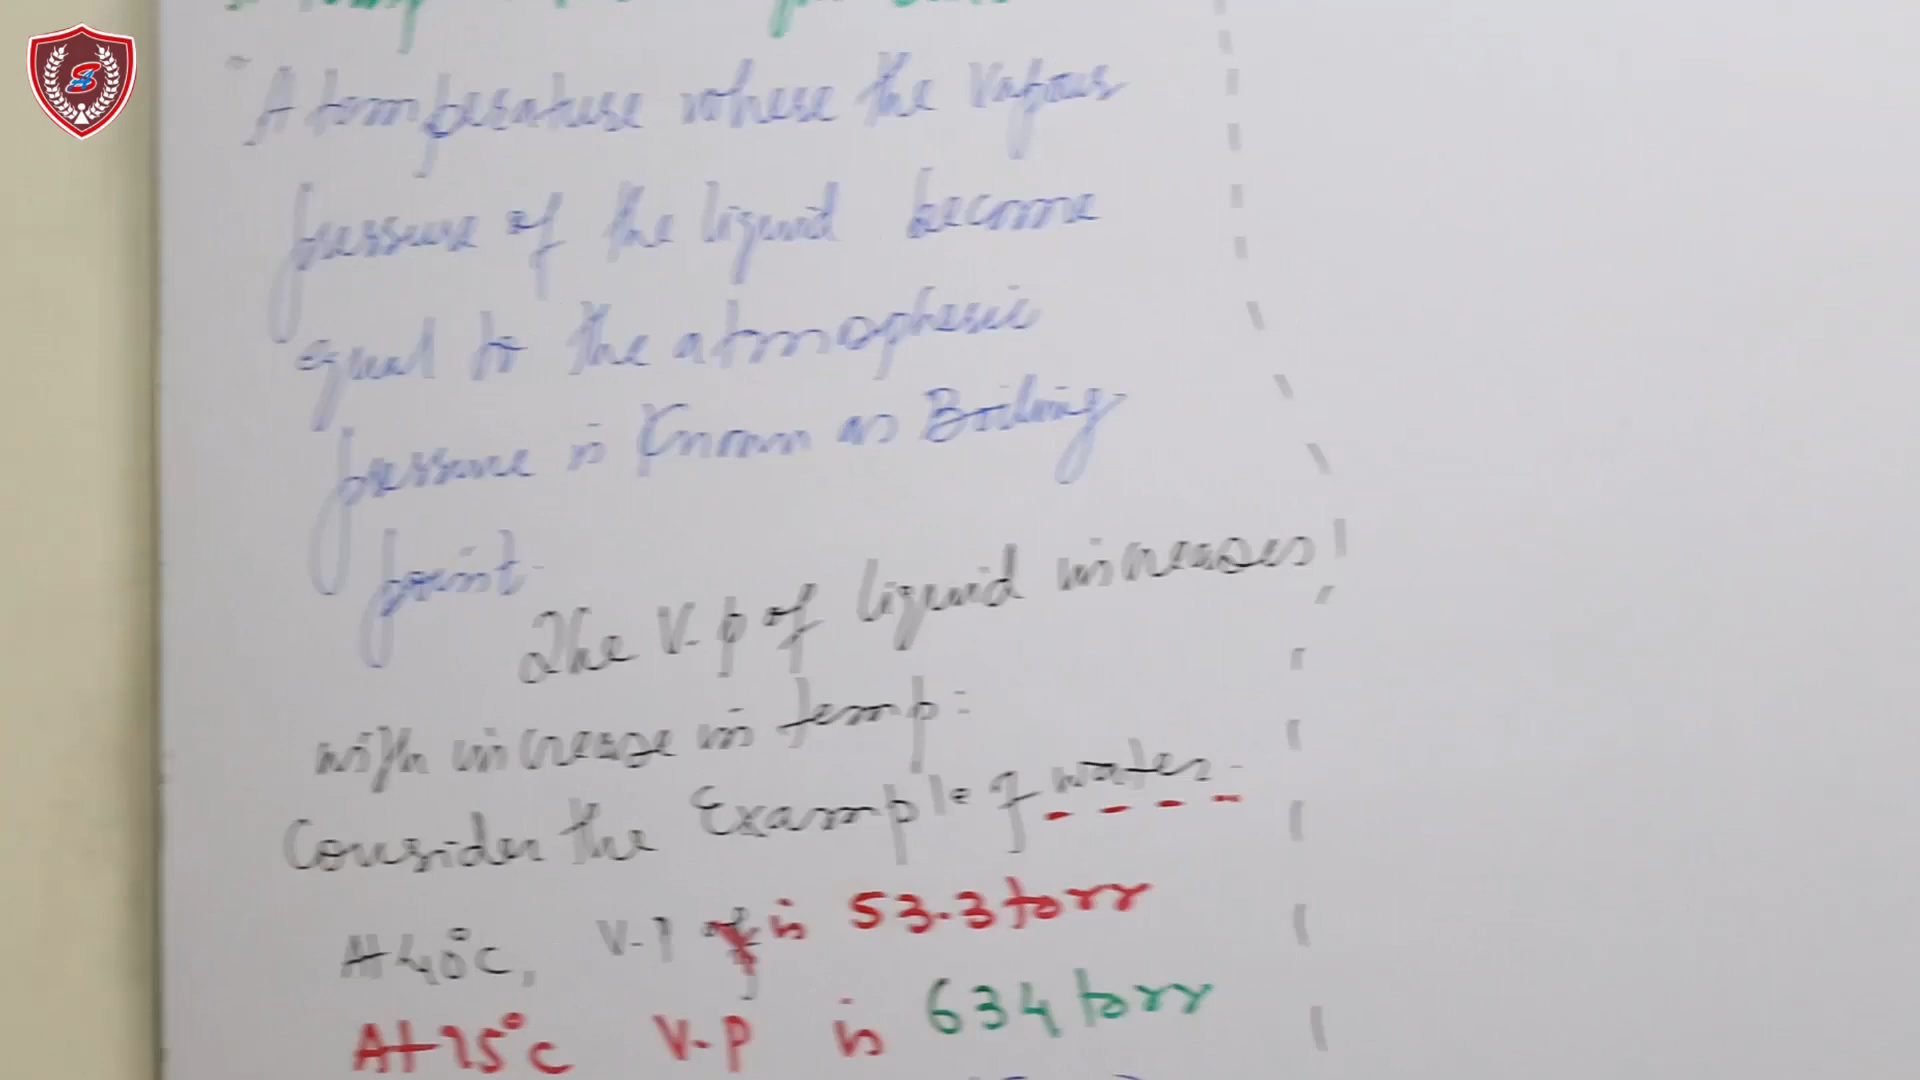 "A temperature where the vapour
pressure of the liquid become
equal to the atmospheric
pressure is known as Boiling
point.
The V.p of liquid increases
with increase in temp:
Consider the Example of water.
At 40°C, V.P of is 53.3 torr
At 95°C V.P is 634 torr